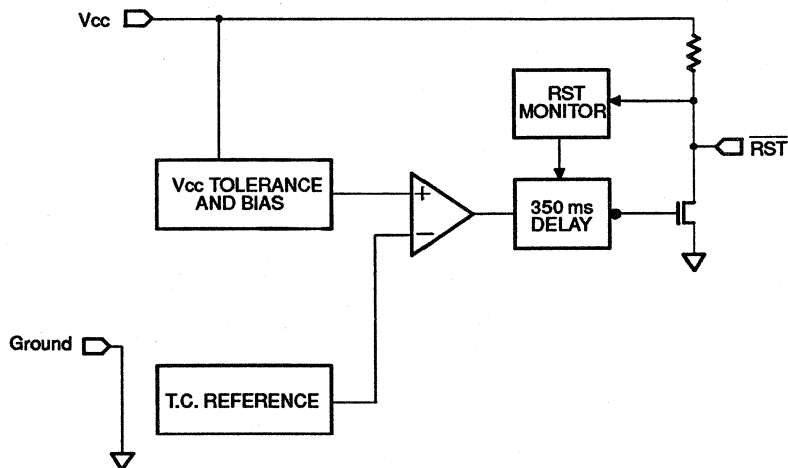 Vcc
RST
MONITOR
RST
Vcc TOLERANCE
AND BIAS
+
−
350 ms
DELAY
Ground
T.C. REFERENCE